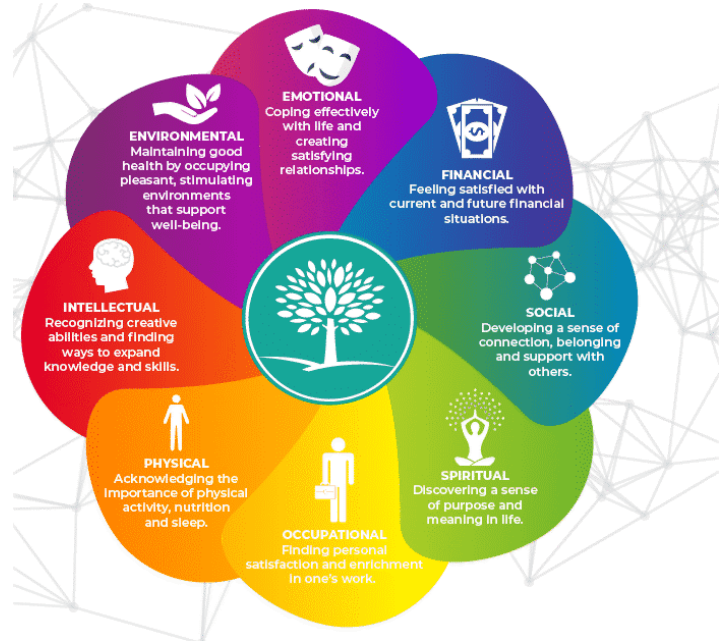 EMOTIONAL
Coping effectively
with life and
creating
satisfying
relationships.
FINANCIAL
Feeling satisfied with
current and future financial
situations.
SOCIAL
Developing a sense of
connection, belonging
and support with
others.
SPIRITUAL
Discovering a sense
of purpose and
meaning in life.
OCCUPATIONAL
Finding personal
satisfaction and enrichment
in one's work.
PHYSICAL
Acknowledging the
importance of physical
activity, nutrition
and sleep.
INTELLECTUAL
Recognizing creative
abilities and finding
ways to expand
knowledge and skills.
ENVIRONMENTAL
Maintaining good
health by occupying
pleasant, stimulating
environments
that support
well-being.